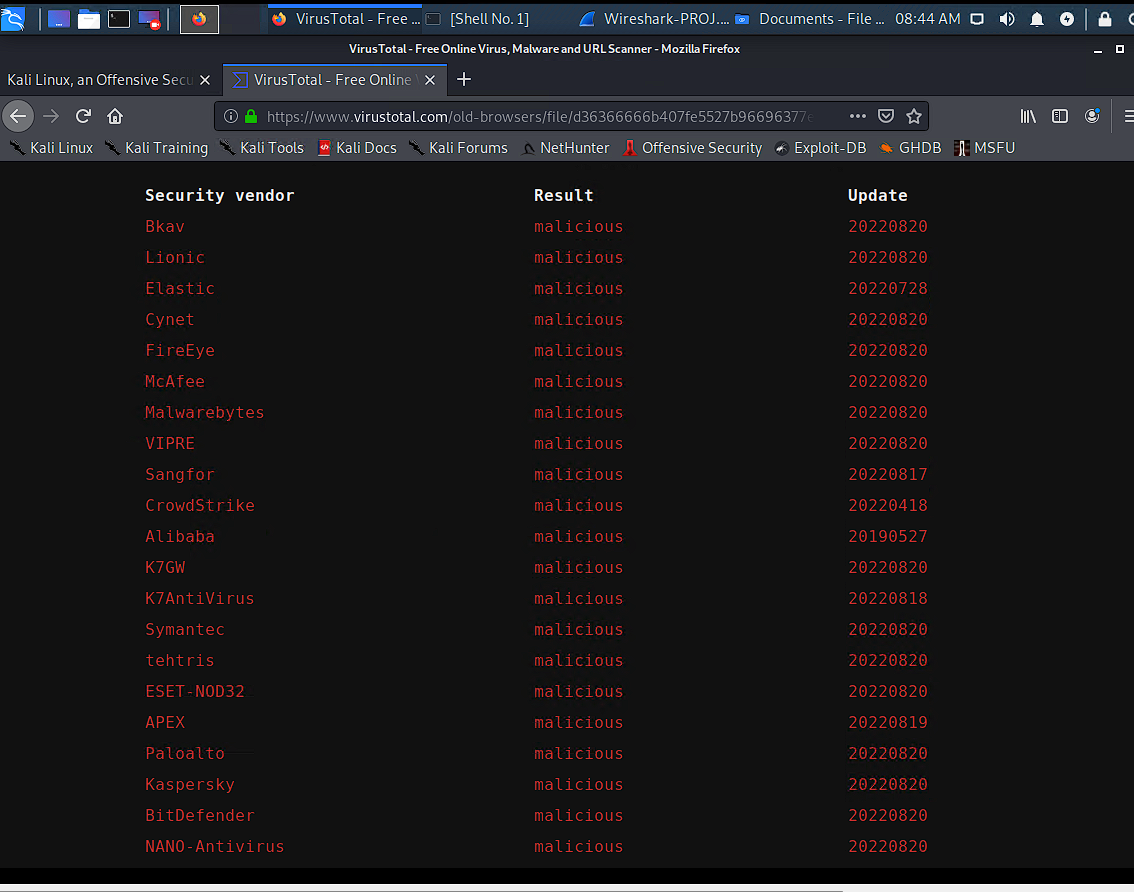 VirusTotal - Free ... [Shell No. 1] Wireshark-PROJ.... Documents - File ... 08:44 AM
VirusTotal - Free Online Virus, Malware and URL Scanner - Mozilla Firefox
Kali Linux, an Offensive Secu VirusTotal - Free Online
https://www.virustotal.com/old-browsers/file/d36366666b407fe5527b96696377e
Kali Linux Kali Training Kali Tools Kali Docs Kali Forums NetHunter Offensive Security Exploit-DB GHDB MSFU
Security vendor Result Update
Bkav malicious 20220820
Lionic malicious 20220820
Elastic malicious 20220728
Cynet malicious 20220820
FireEye malicious 20220820
McAfee malicious 20220820
Malwarebytes malicious 20220820
VIPRE malicious 20220820
Sangfor malicious 20220817
CrowdStrike malicious 20220418
Alibaba malicious 20190527
K7GW malicious 20220820
K7AntiVirus malicious 20220818
Symantec malicious 20220820
tehtris malicious 20220820
ESET-NOD32 malicious 20220820
APEX malicious 20220819
Paloalto malicious 20220820
Kaspersky malicious 20220820
BitDefender malicious 20220820
NANO-Antivirus malicious 20220820